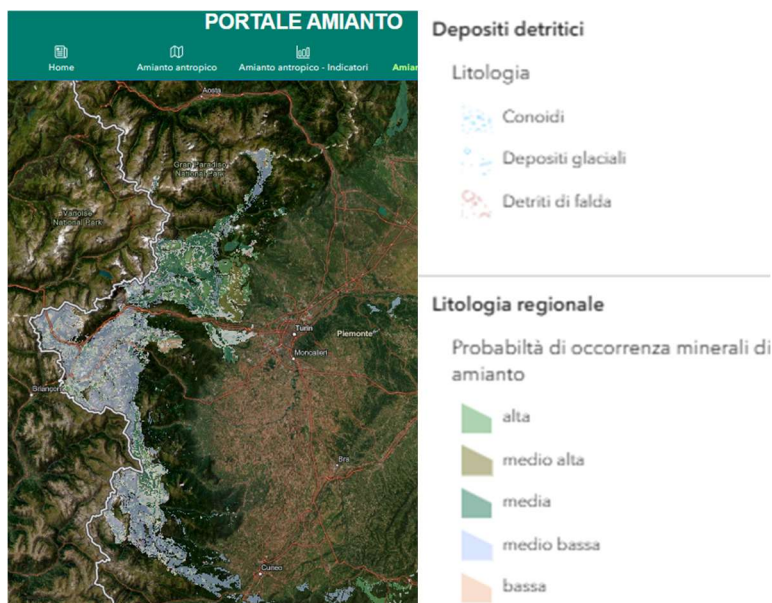 PORTALE AMIANTO
Home
Amianto antropico
Amianto antropico - Indicatori
Amian
Aosta
Gran Paradiso
National Park
Vanoise
National Park
Turin
Piemonte
Moncalieri
Briançon
Bra
Cuneo
Depositi detritici
Litologia
Conoidi
Depositi glaciali
Detriti di falda
Litologia regionale
Probabiltà di occorrenza minerali di
amianto
alta
medio alta
media
medio bassa
bassa